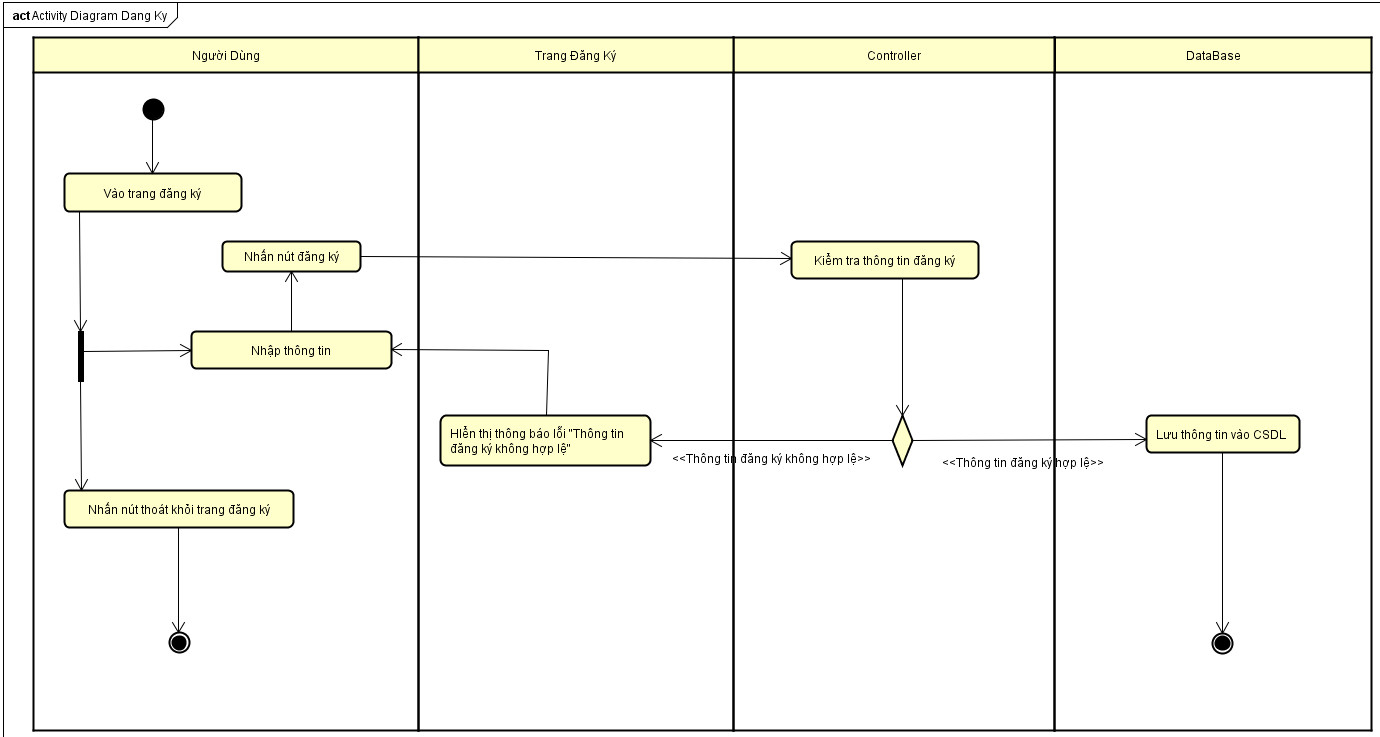 act Activity Diagram Dang Ky
Người Dùng
Trang Đăng Ký
Controller
DataBase
Vào trang đăng ký
Nhấn nút đăng ký
Kiểm tra thông tin đăng ký
Nhập thông tin
HIển thị thông báo lỗi "Thông tin
đăng ký không hợp lệ"
<<Thông tin đăng ký không hợp lệ>>
<<Thông tin đăng ký hợp lệ>>
Lưu thông tin vào CSDL
Nhấn nút thoát khỏi trang đăng ký